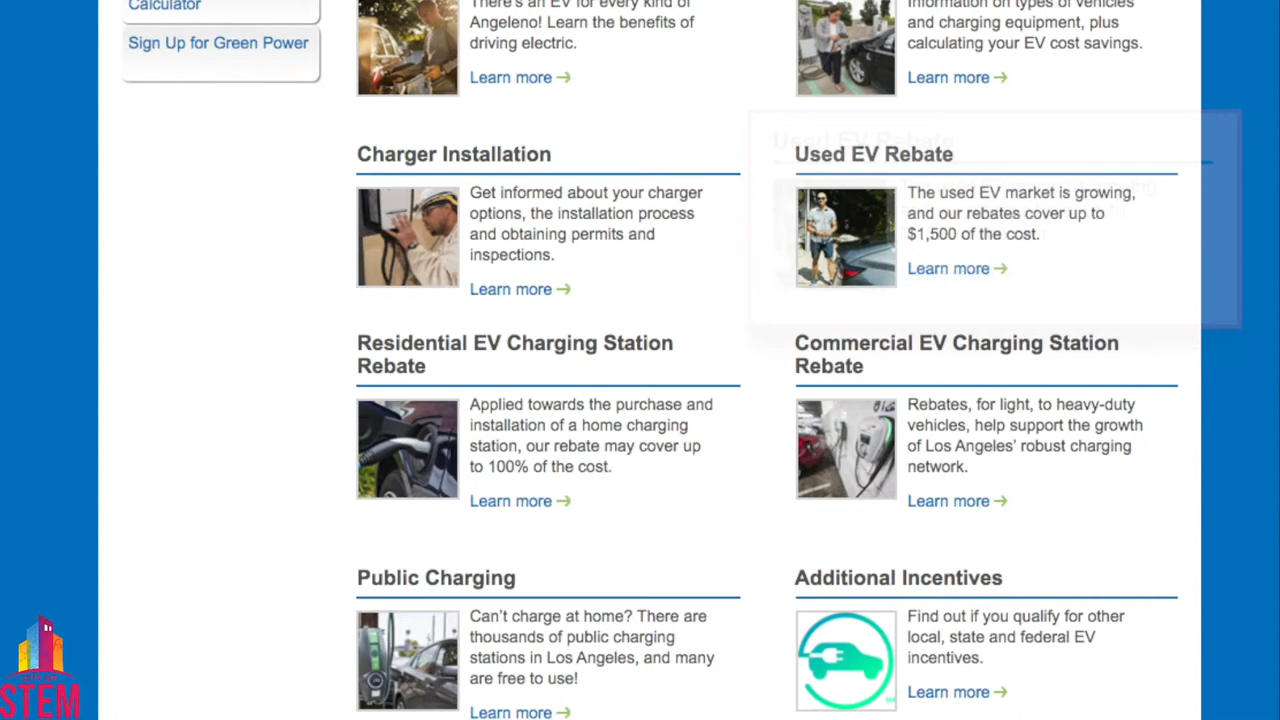 Calculator
Sign Up for Green Power
There's an EV for every kind of
Angeleno! Learn the benefits of
driving electric.
Learn more →
Information on types of vehicles
and charging equipment, plus
calculating your EV cost savings.
Learn more →
Charger Installation
Get informed about your charger
options, the installation process
and obtaining permits and
inspections.
Learn more →
Used EV Rebate
Used EV Rebate
The used EV market is growing,
and our rebates cover up to
$1,500 of the cost.
Learn more →
Residential EV Charging Station
Rebate
Applied towards the purchase and
installation of a home charging
station, our rebate may cover up
to 100% of the cost.
Learn more →
Commercial EV Charging Station
Rebate
Rebates, for light, to heavy-duty
vehicles, help support the growth
of Los Angeles’ robust charging
network.
Learn more →
Public Charging
Can’t charge at home? There are
thousands of public charging
stations in Los Angeles, and many
are free to use!
Learn more →
Additional Incentives
Find out if you qualify for other
local, state and federal EV
incentives.
Learn more →
CITY OF
STEM